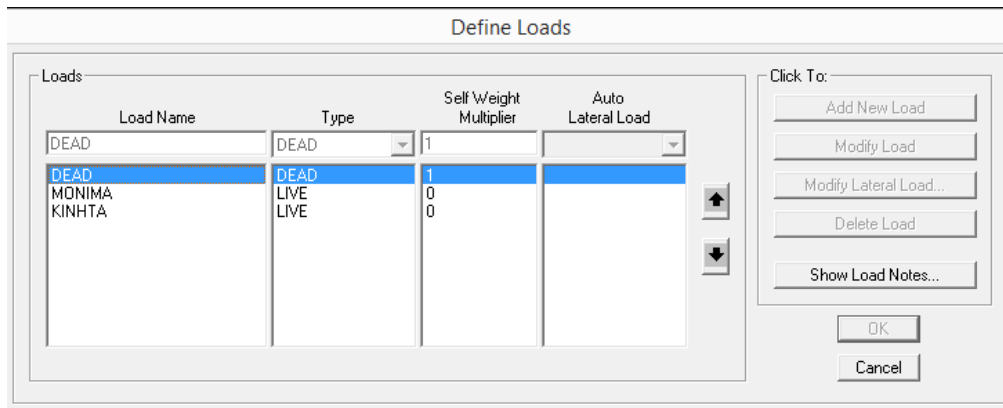 Define Loads
Loads
Click To:
Load Name Type Self Weight Multiplier Auto Lateral Load
DEAD DEAD 1
DEAD DEAD 1
MONIMA LIVE 0
KINHTA LIVE 0
Add New Load
Modify Load
Modify Lateral Load...
Delete Load
Show Load Notes...
OK
Cancel